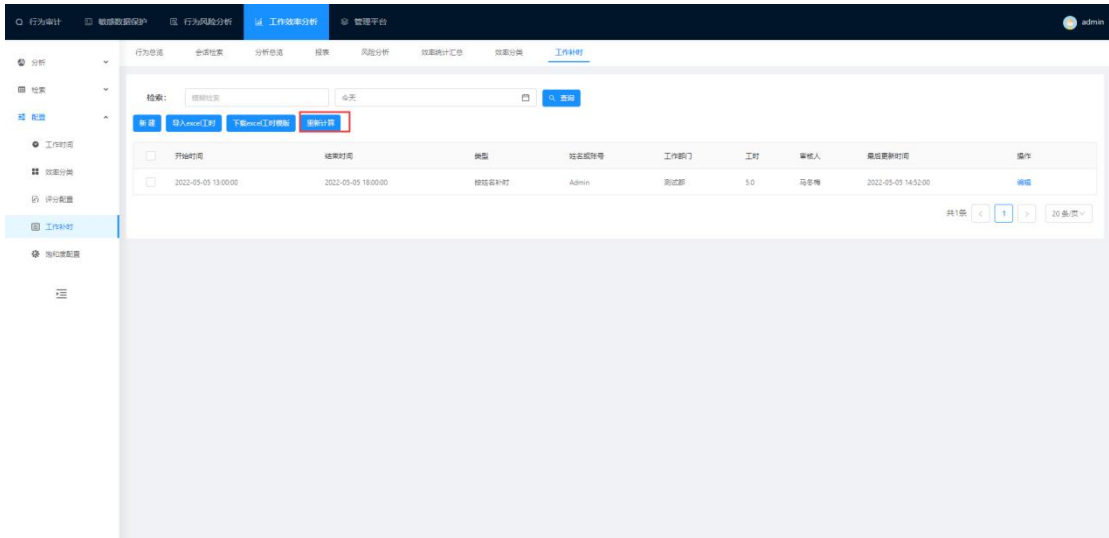 行为审计 敏感数据保护 行为风险分析 工作效率分析 管理平台 admin
行为总览 会话检索 分析总览 报表 风险分析 效率统计汇总 效率分类 工作补时
分析
检索
配置
工作时间
效率分类
评分配置
工作补时
饱和度配置
检索: 模糊检索 今天 查询
新建 导入excel工时 下载excel工时模版 重新计算
开始时间 结束时间 类型 姓名或账号 工作部门 工时 审核人 最后更新时间 操作
2022-05-05 13:00:00 2022-05-05 18:00:00 按姓名补时 Admin 测试部 5.0 马冬梅 2022-05-05 14:52:00 编辑
共1条 < 1 > 20 条/页